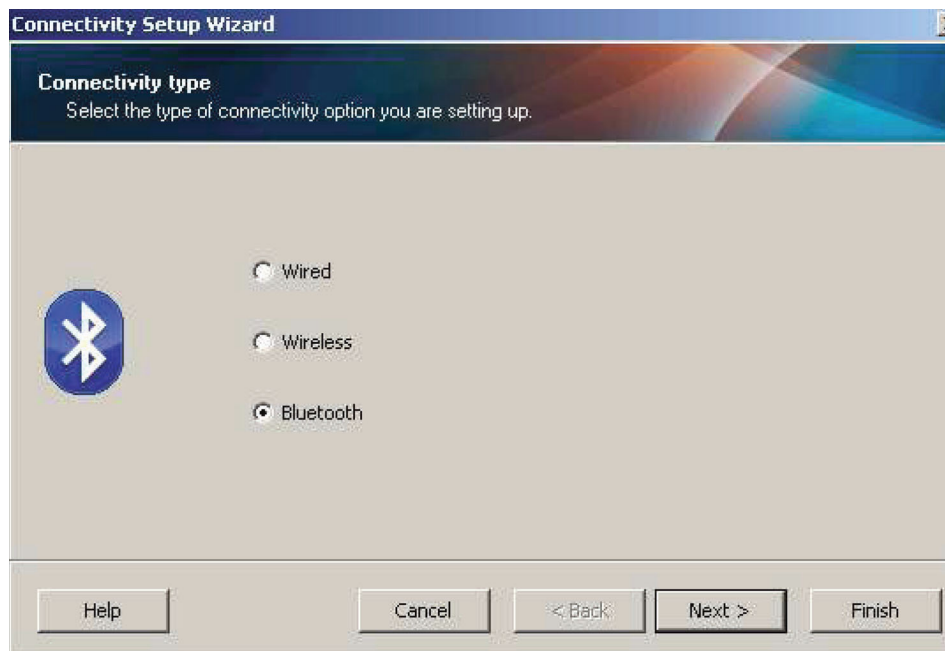 Connectivity Setup Wizard
Connectivity type
Select the type of connectivity option you are setting up.
Wired
Wireless
Bluetooth
Help Cancel < Back Next > Finish